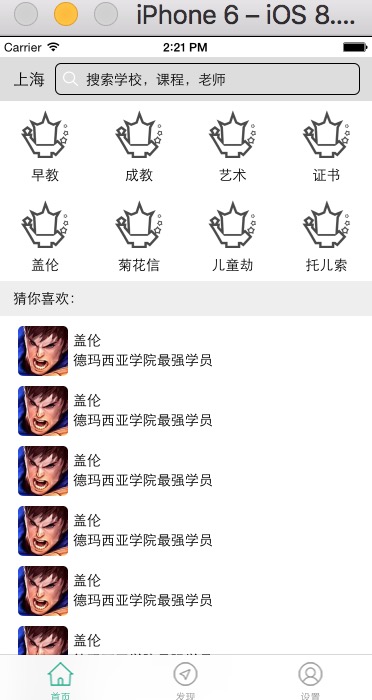 iPhone 6 – iOS 8....
Carrier 2:21 PM
上海 搜索学校，课程，老师
早教 成教 艺术 证书
盖伦 菊花信 儿童劫 托儿索
猜你喜欢：
盖伦
德玛西亚学院最强学员
盖伦
德玛西亚学院最强学员
盖伦
德玛西亚学院最强学员
盖伦
德玛西亚学院最强学员
盖伦
德玛西亚学院最强学员
盖伦
首页 发现 设置